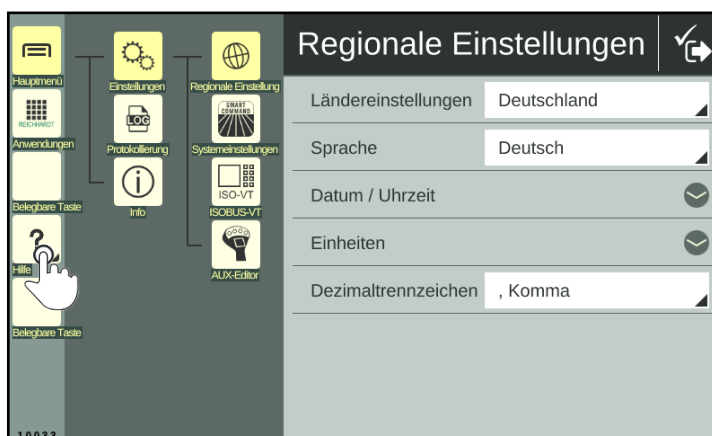 Regionale Einstellungen
Hauptmenü
Einstellungen
Regionale Einstellung
REICHHARDT
LOG
SMART
COMMAND
Anwendungen
Protokollierung
Systemeinstellungen
ISO-VT
Belegbare Taste
Info
ISOBUS-VT
?
Hilfe
AUX-Editor
Belegbare Taste
10033
Ländereinstellungen Deutschland
Sprache Deutsch
Datum / Uhrzeit
Einheiten
Dezimaltrennzeichen , Komma